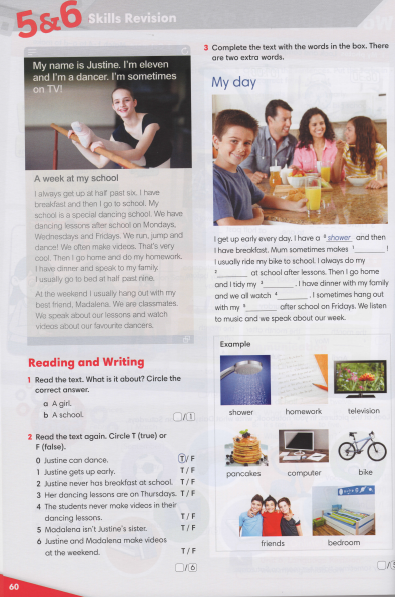 5&6 Skills Revision
My name is Justine. I'm eleven
and I'm a dancer. I'm sometimes
on TV!
A week at my school
I always get up at half past six. I have
breakfast and then I go to school. My
school is a special dancing school. We have
dancing lessons after school on Mondays,
Wednesdays and Fridays. We run, jump and
dance! We often make videos. That's very
cool. Then I go home and do my homework.
I have dinner and speak to my family.
I usually go to bed at half past nine.
At the weekend I usually hang out with my
best friend, Madalena. We are classmates.
We speak about our lessons and watch
videos about our favourite dancers.
Reading and Writing
1 Read the text. What is it about? Circle the
correct answer.
a A girl.
b A school.
/1
2 Read the text again. Circle T (true) or
F (false).
0 Justine can dance. T / F
1 Justine gets up early. T / F
2 Justine never has breakfast at school. T / F
3 Her dancing lessons are on Thursdays. T / F
4 The students never make videos of their
dancing lessons. T / F
5 Madalena isn't Justine's sister. T / F
6 Justine and Madalena make videos
at the weekend. T / F
/6
60
3 Complete the text with the words in the box. There
are two extra words.
My day
I get up early every day. I have a 0 shower and then
I have breakfast. Mum sometimes makes 1 ______!
I usually ride my bike to school. I always do my
2 ______ at school after lessons. Then I go home
and I tidy my 3 ______. I have dinner with my family
and we all watch 4 ______. I sometimes hang out
with my 5 ______ after school on Fridays. We listen
to music and we speak about our week.
Example
shower homework television
pancakes computer bike
friends bedroom
/5